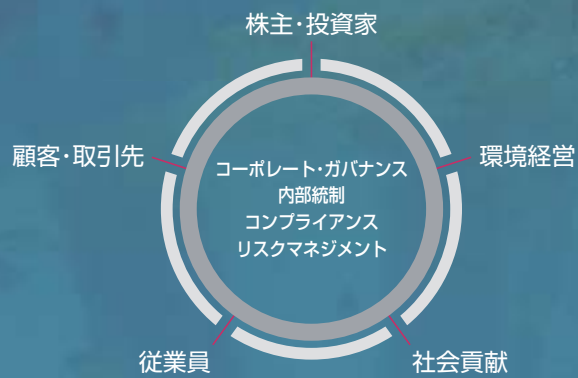 株主・投資家
顧客・取引先
環境経営
コーポレート・ガバナンス
内部統制
コンプライアンス
リスクマネジメント
従業員
社会貢献